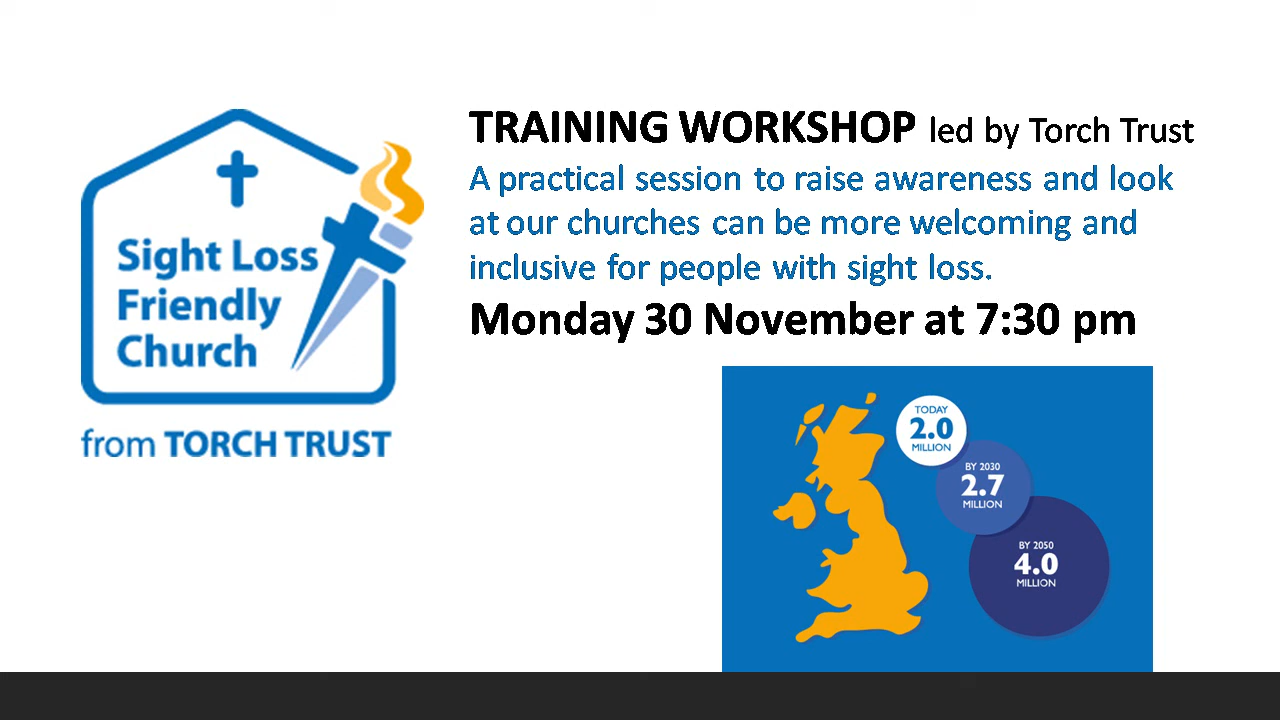 TRAINING WORKSHOP led by Torch Trust
A practical session to raise awareness and look
at our churches can be more welcoming and
inclusive for people with sight loss.
Monday 30 November at 7:30 pm
Sight Loss
Friendly
Church
from TORCH TRUST
TODAY
2.0
MILLION
BY 2030
2.7
MILLION
BY 2050
4.0
MILLION